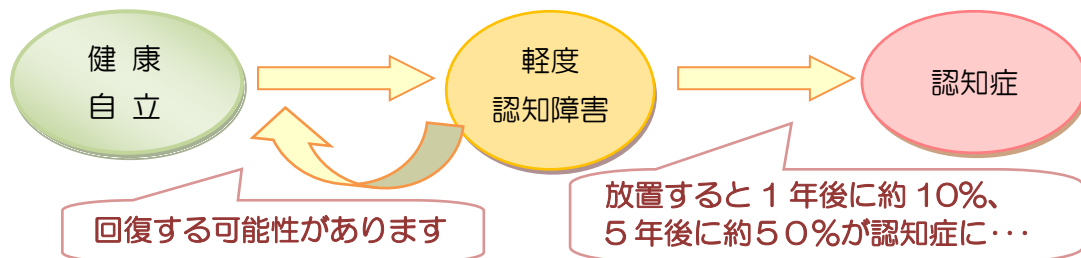 健 康
自 立
軽度
認知障害
認知症
回復する可能性があります
放置すると 1 年後に約 10%、
5 年後に約５０％が認知症に・・・